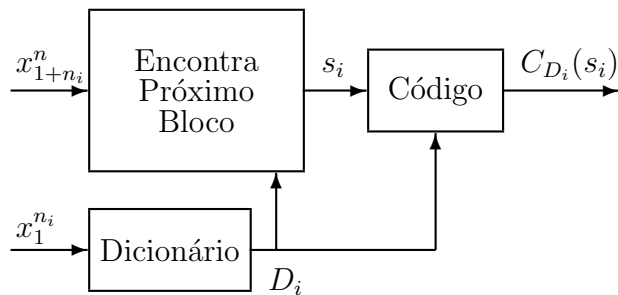 x_{1+n_i}^n
Encontra
Próximo
Bloco
s_i
Código
C_{D_i}(s_i)
x_1^{n_i}
Dicionário
D_i